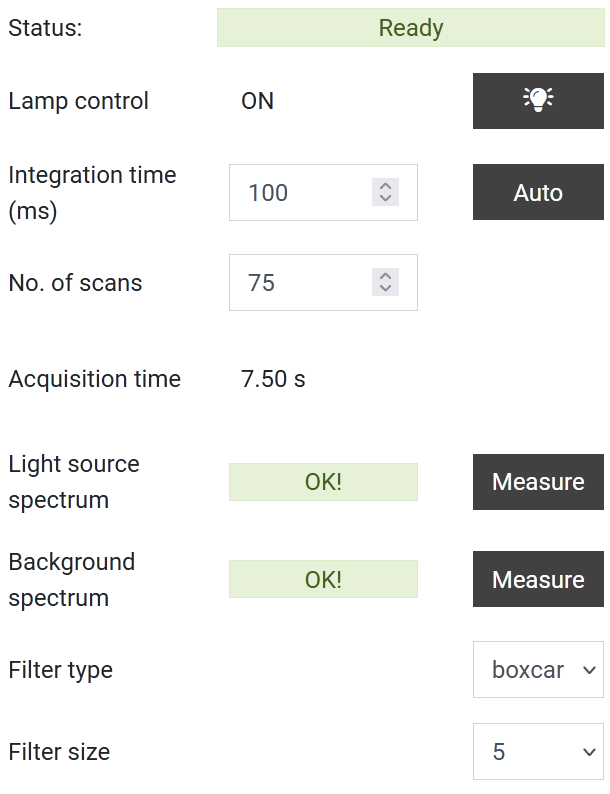 Status: Ready
Lamp control ON
Integration time
(ms) 100 Auto
No. of scans 75
Acquisition time 7.50 s
Light source
spectrum OK! Measure
Background
spectrum OK! Measure
Filter type boxcar
Filter size 5